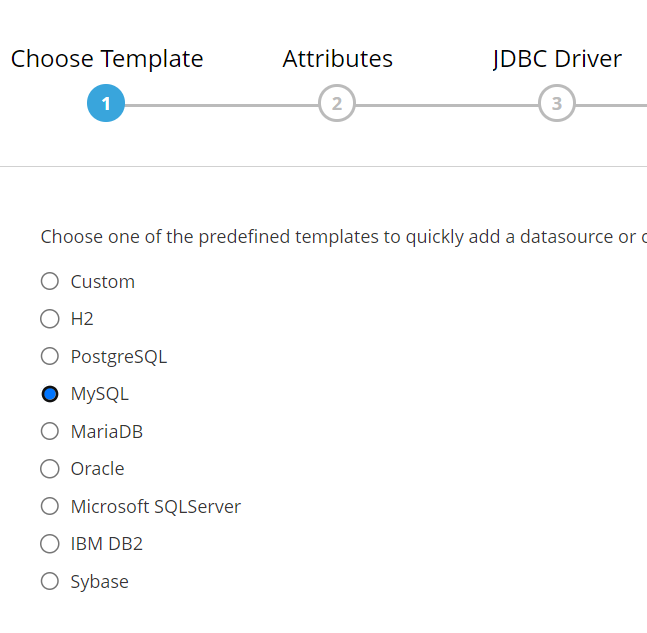 Choose Template Attributes JDBC Driver
1 2 3
Choose one of the predefined templates to quickly add a datasource or
Custom
H2
PostgreSQL
MySQL
MariaDB
Oracle
Microsoft SQLServer
IBM DB2
Sybase